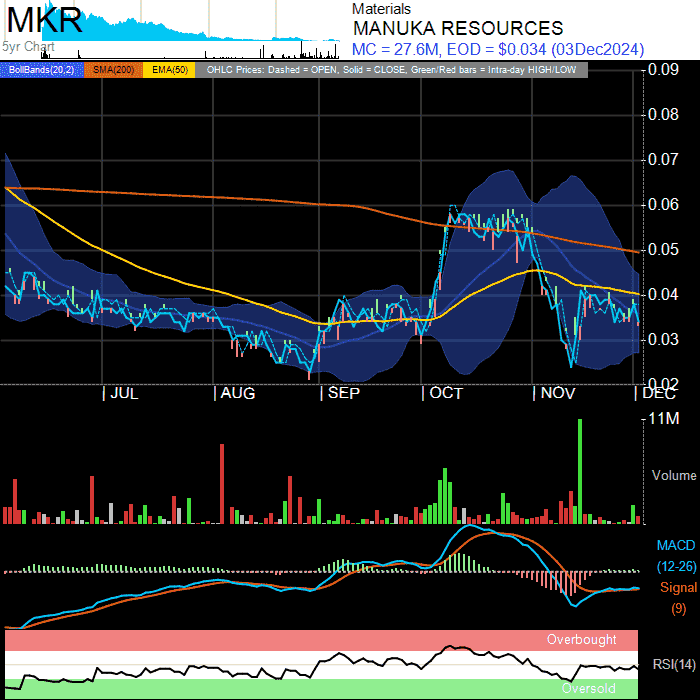 MKR
5yr Chart
Materials
MANUKA RESOURCES
MC = 27.6M, EOD = $0.034 (03Dec2024)
BollBands(20,2) SMA(200) EMA(50) OHLC Prices: Dashed = OPEN, Solid = CLOSE, Green/Red bars = Intra-day HIGH/LOW
0.09
0.08
0.07
0.06
0.05
0.04
0.03
0.02
JUL AUG SEP OCT NOV DEC
11M
Volume
MACD
(12-26)
Signal
(9)
Overbought
RSI(14)
Oversold